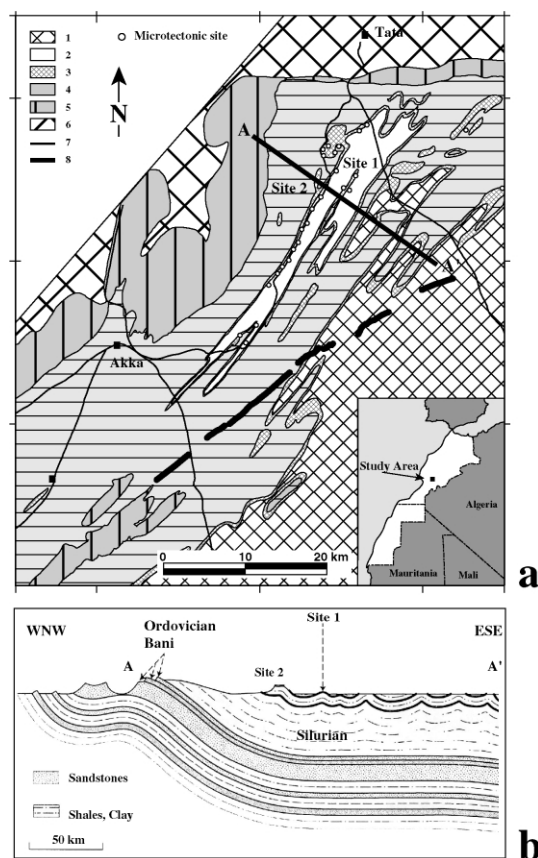 1
2
3
4
5
6
7
8
Microtectonic site
N
Tata
A
Site 1
Site 2
A'
Akka
Study Area
Algeria
Mauritania
Mali
0 10 20 km
a
WNW
Ordovician
Bani
Site 1
ESE
A
Site 2
A'
Silurian
Sandstones
Shales, Clay
50 km
b